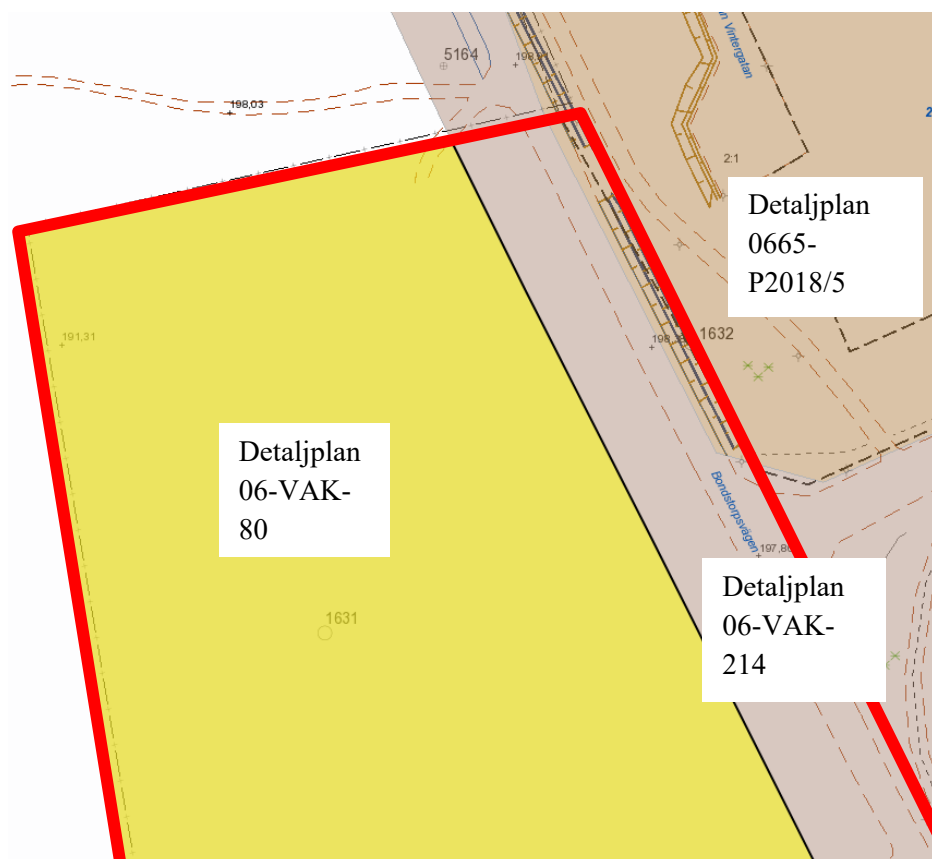 5164
198,03
2:1
Detaljplan
0665-
P2018/5
191,31
1632
Detaljplan
06-VAK-
80
Bondstorpsvägen
197,86
Detaljplan
06-VAK-
214
1631